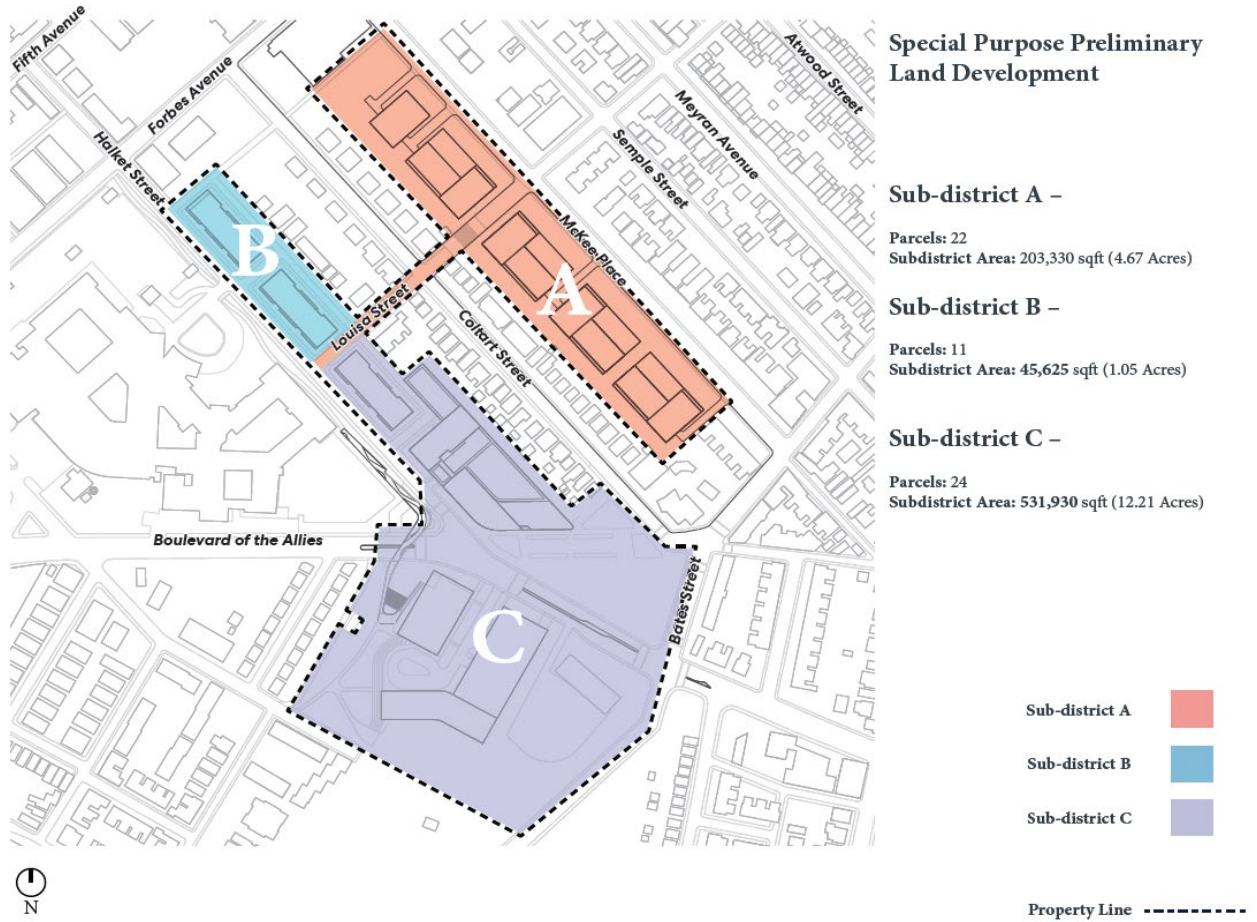 Fifth Avenue
Forbes Avenue
Halket Street
Atwood Street
Meyran Avenue
Semple Street
McKee Place
B
A
Louisa Street
Coltart Street
Boulevard of the Allies
C
Bates Street
N
Special Purpose Preliminary
Land Development
Sub-district A –
Parcels: 22
Subdistrict Area: 203,330 sqft (4.67 Acres)
Sub-district B –
Parcels: 11
Subdistrict Area: 45,625 sqft (1.05 Acres)
Sub-district C –
Parcels: 24
Subdistrict Area: 531,930 sqft (12.21 Acres)
Sub-district A
Sub-district B
Sub-district C
Property Line